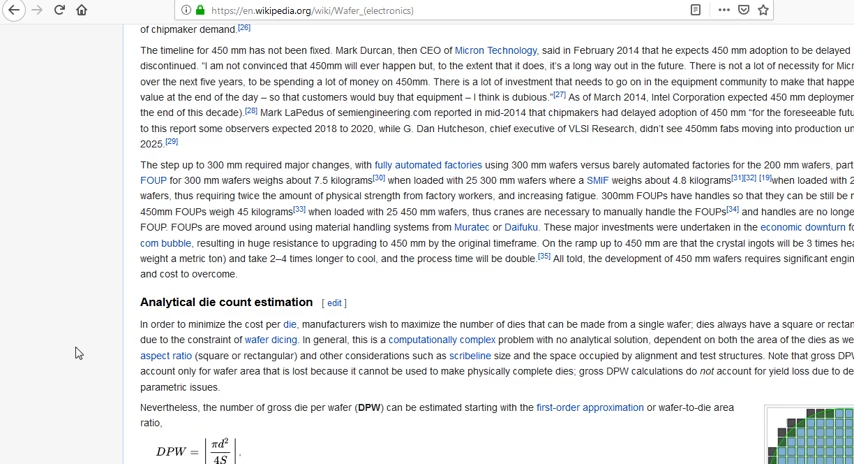 https://en.wikipedia.org/wiki/Wafer_(electronics)
of chipmaker demand.[26]
The timeline for 450 mm has not been fixed. Mark Durcan, then CEO of Micron Technology, said in February 2014 that he expects 450 mm adoption to be delayed
discontinued. "I am not convinced that 450mm will ever happen but, to the extent that it does, it's a long way out in the future. There is not a lot of necessity for Micr
over the next five years, to be spending a lot of money on 450mm. There is a lot of investment that needs to go on in the equipment community to make that happe
value at the end of the day – so that customers would buy that equipment – I think is dubious."[27] As of March 2014, Intel Corporation expected 450 mm deployme
the end of this decade).[28] Mark LaPedus of semiengineering.com reported in mid-2014 that chipmakers had delayed adoption of 450 mm "for the foreseeable futu
to this report some observers expected 2018 to 2020, while G. Dan Hutcheson, chief executive of VLSI Research, didn't see 450mm fabs moving into production un
2025.[29]
The step up to 300 mm required major changes, with fully automated factories using 300 mm wafers versus barely automated factories for the 200 mm wafers, part
FOUP for 300 mm wafers weighs about 7.5 kilograms[30] when loaded with 25 300 mm wafers where a SMIF weighs about 4.8 kilograms[31][32] [19]when loaded with 2
wafers, thus requiring twice the amount of physical strength from factory workers, and increasing fatigue. 300mm FOUPs have handles so that they can be still be m
450mm FOUPs weigh 45 kilograms[33] when loaded with 25 450 mm wafers, thus cranes are necessary to manually handle the FOUPs[34] and handles are no longe
FOUP. FOUPs are moved around using material handling systems from Muratec or Daifuku. These major investments were undertaken in the economic downturn fo
com bubble, resulting in huge resistance to upgrading to 450 mm by the original timeframe. On the ramp up to 450 mm are that the crystal ingots will be 3 times hea
weight a metric ton) and take 2–4 times longer to cool, and the process time will be double.[35] All told, the development of 450 mm wafers requires significant engin
and cost to overcome.
Analytical die count estimation [ edit ]
In order to minimize the cost per die, manufacturers wish to maximize the number of dies that can be made from a single wafer; dies always have a square or rectan
due to the constraint of wafer dicing. In general, this is a computationally complex problem with no analytical solution, dependent on both the area of the dies as we
aspect ratio (square or rectangular) and other considerations such as scribeline size and the space occupied by alignment and test structures. Note that gross DPW
account only for wafer area that is lost because it cannot be used to make physically complete dies; gross DPW calculations do not account for yield loss due to de
parametric issues.
Nevertheless, the number of gross die per wafer (DPW) can be estimated starting with the first-order approximation or wafer-to-die area
ratio,
DPW = | πd²/4S | .